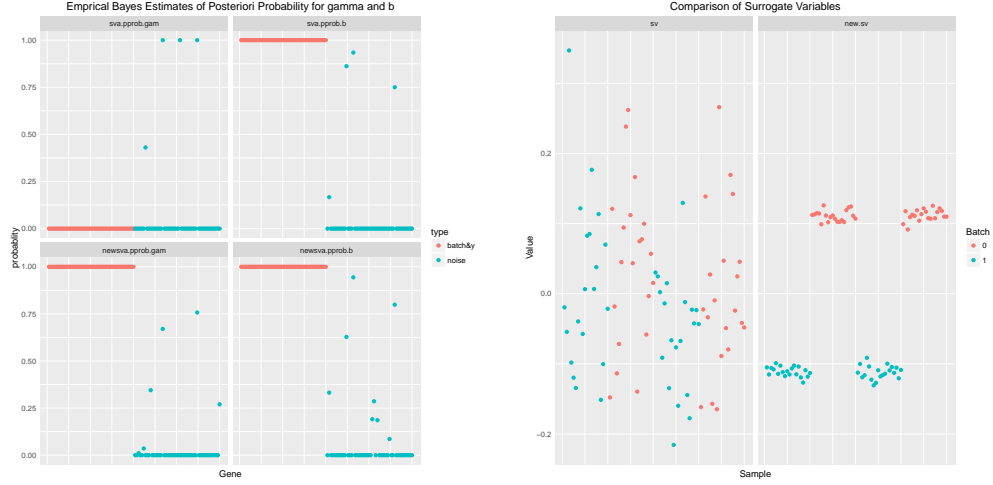 Emprical Bayes Estimates of Posteriori Probability for gamma and b
sva.pprob.gam
sva.pprob.b
1.00
0.75
0.50
0.25
0.00
newsva.pprob.gam
newsva.pprob.b
1.00
0.75
0.50
0.25
0.00
probablity
Gene
type
batch&y
noise
Comparison of Surrogate Variables
sv
new.sv
0.2
0.0
−0.2
Value
Sample
Batch
0
1